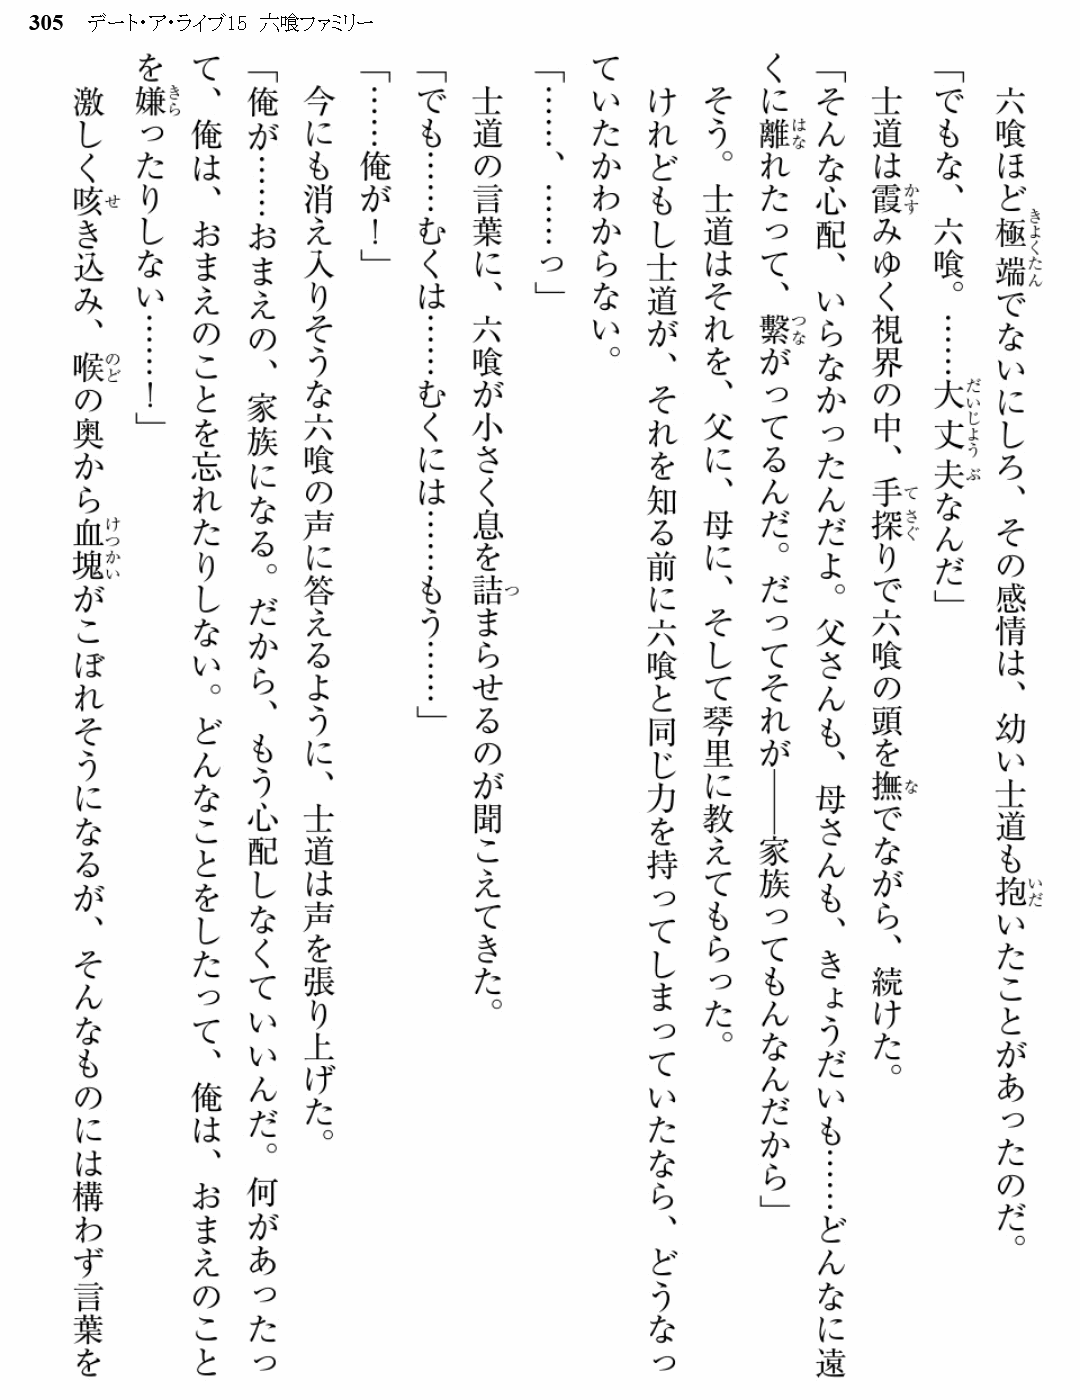 305 デート・ア・ライブ15 六喰ファミリー
六喰ほど極端でないにしろ、その感情は、幼い士道も抱いたことがあったのだ。
「でもな、六喰。……大丈夫なんだ」
士道は霞みゆく視界の中、手探りで六喰の頭を撫でながら、続けた。
「そんな心配、いらなかったんだよ。父さんも、母さんも、きょうだいも……どんなに遠
くに離れたって、繋がってるんだ。だってそれが――家族ってもんなんだから」
そう。士道はそれを、父に、母に、そして琴里に教えてもらった。
けれどもし士道が、それを知る前に六喰と同じ力を持ってしまっていたなら、どうなっ
ていたかわからない。
「……、……っ」
士道の言葉に、六喰が小さく息を詰まらせるのが聞こえてきた。
「でも……むくは……むくには……もう……」
「……俺が！」
今にも消え入りそうな六喰の声に答えるように、士道は声を張り上げた。
「俺が……おまえの、家族になる。だから、もう心配しなくていいんだ。何があったっ
て、俺は、おまえのことを忘れたりしない。どんなことをしたって、俺は、おまえのこと
を嫌ったりしない……！」
激しく咳き込み、喉の奥から血塊がこぼれそうになるが、そんなものには構わず言葉を